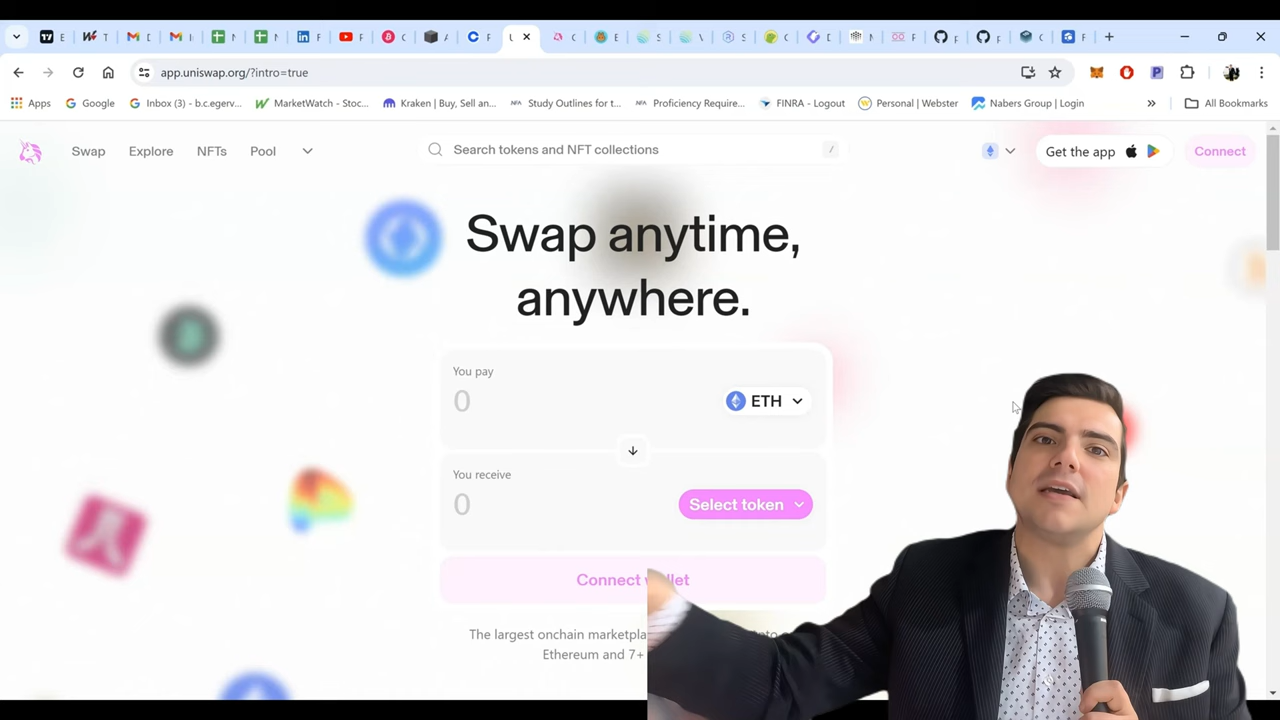 app.uniswap.org/?intro=true
Apps
Google
Inbox (3) - b.c.egerv...
MarketWatch - Stoc...
Kraken | Buy, Sell an...
Study Outlines for t...
Proficiency Require...
FINRA - Logout
Personal | Webster
Nabers Group | Login
»
All Bookmarks
Swap
Explore
NFTs
Pool
Search tokens and NFT collections
/
Get the app
Connect
Swap anytime,
anywhere.
You pay
0
ETH
You receive
0
Select token
Connect let
The largest onchain
Ethereum and 7+